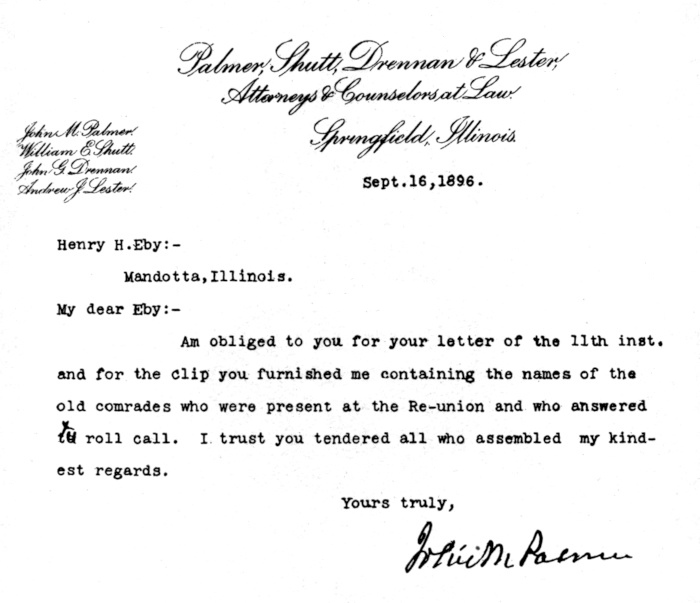 Palmer, Shutt, Drennan & Lester,
Attorneys & Counselors, at Law.
Springfield, Illinois.
John M. Palmer.
William E. Shutt.
John G. Drennan.
Andrew J. Lester.
Sept.16,1896.
Henry H.Eby:-
Mandotta,Illinois.
My dear Eby:-
Am obliged to you for your letter of the 11th inst.
and for the clip you furnished me containing the names of the
old comrades who were present at the Re-union and who answered
to roll call. I trust you tendered all who assembled my kind-
est regards.
Yours truly,
John M Palmer